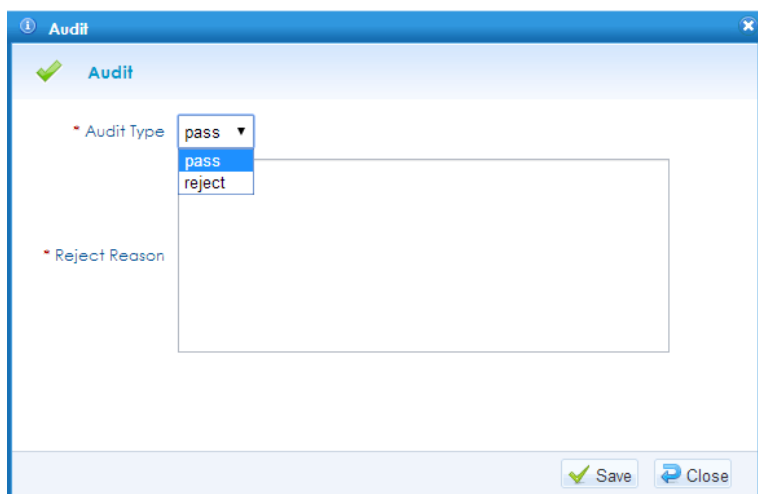 Audit
Audit
* Audit Type pass ▼
pass
reject
* Reject Reason
Save Close